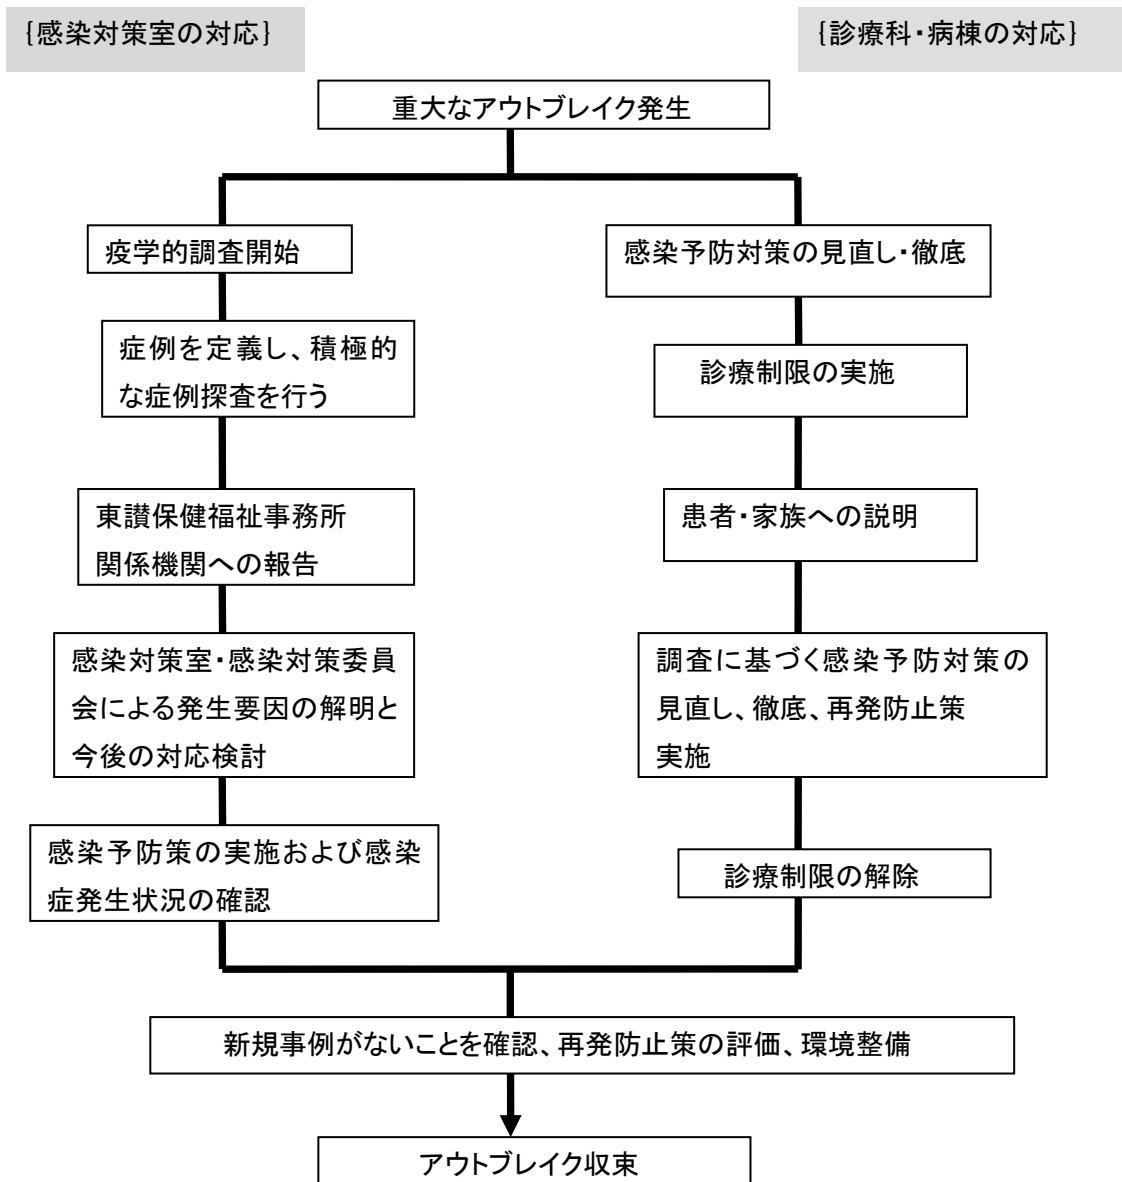 {感染対策室の対応}
{診療科・病棟の対応}
重大なアウトブレイク発生
疫学的調査開始
症例を定義し、積極的
な症例探査を行う
東讃保健福祉事務所
関係機関への報告
感染対策室・感染対策委員
会による発生要因の解明と
今後の対応検討
感染予防策の実施および感染
症発生状況の確認
感染予防対策の見直し・徹底
診療制限の実施
患者・家族への説明
調査に基づく感染予防対策の
見直し、徹底、再発防止策
実施
診療制限の解除
新規事例がないことを確認、再発防止策の評価、環境整備
アウトブレイク収束